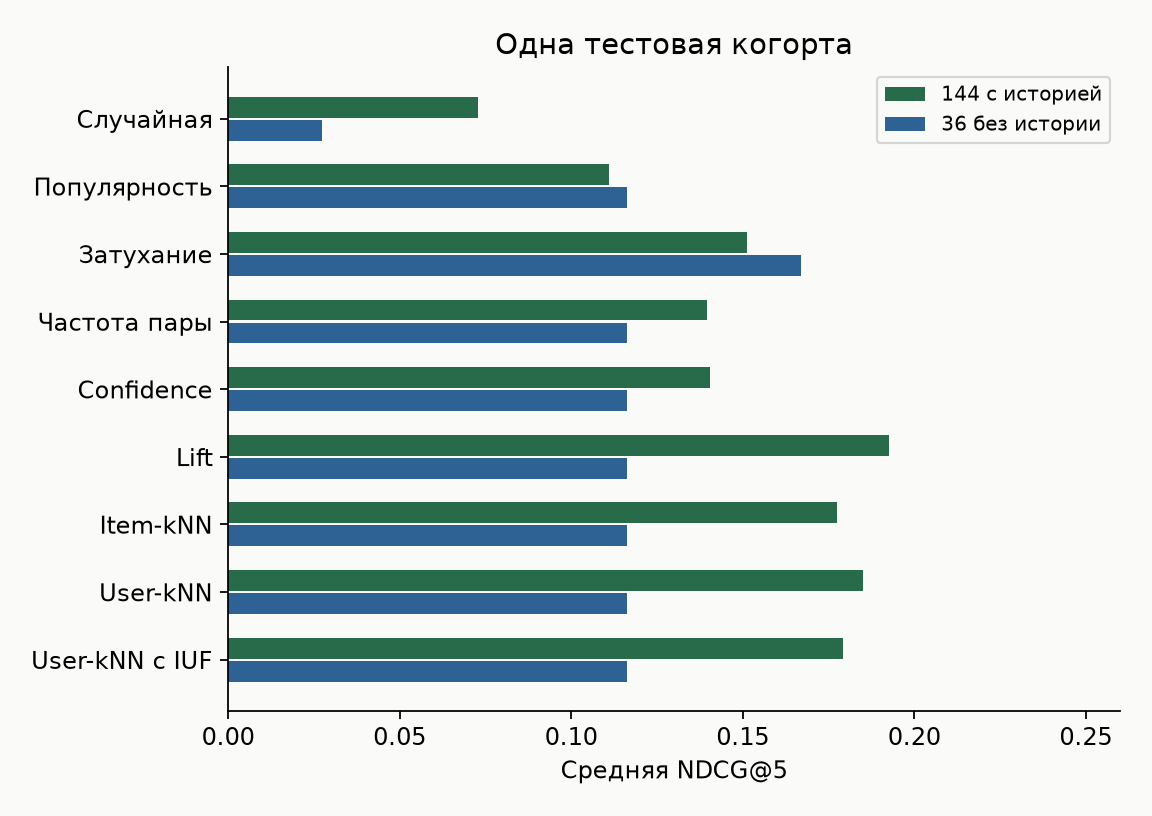 Одна тестовая когорта
144 с историей
36 без истории
Случайная
Популярность
Затухание
Частота пары
Confidence
Lift
Item-kNN
User-kNN
User-kNN с IUF
0.00 0.05 0.10 0.15 0.20 0.25
Средняя NDCG@5